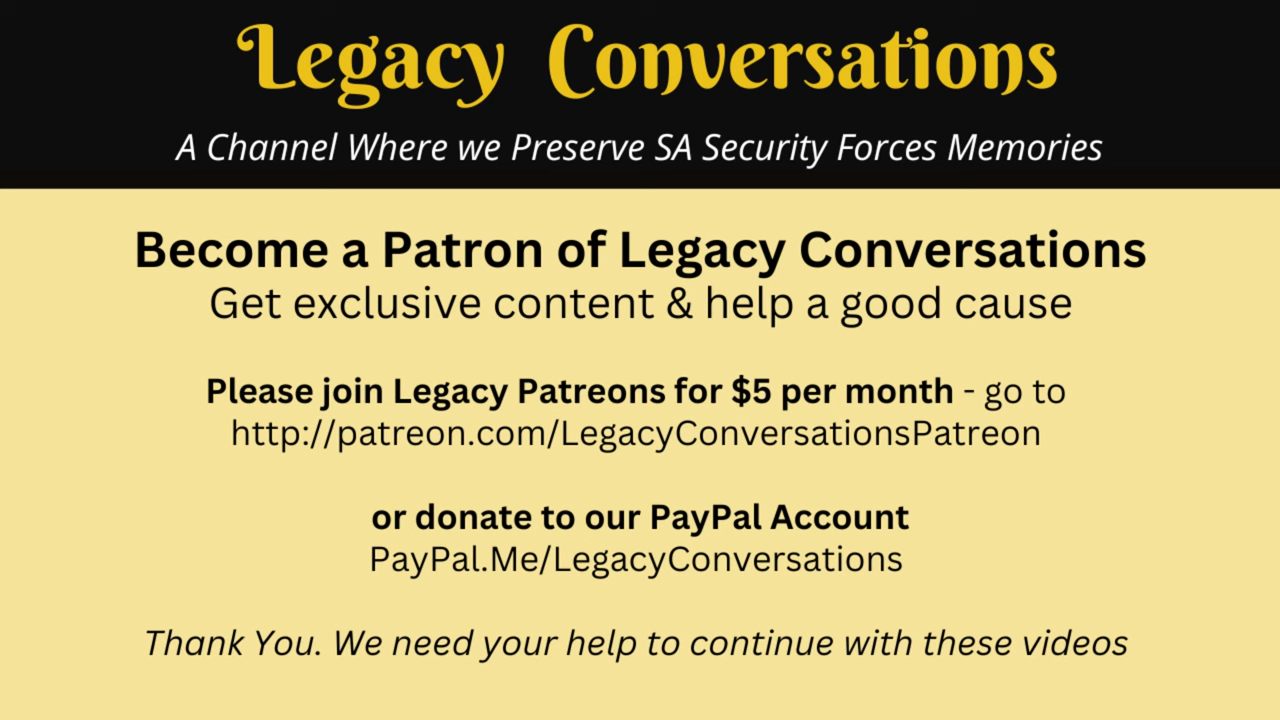 Legacy Conversations
A Channel Where we Preserve SA Security Forces Memories
Become a Patron of Legacy Conversations
Get exclusive content & help a good cause
Please join Legacy Patreons for $5 per month - go to
http://patreon.com/LegacyConversationsPatreon
or donate to our PayPal Account
PayPal.Me/LegacyConversations
Thank You. We need your help to continue with these videos